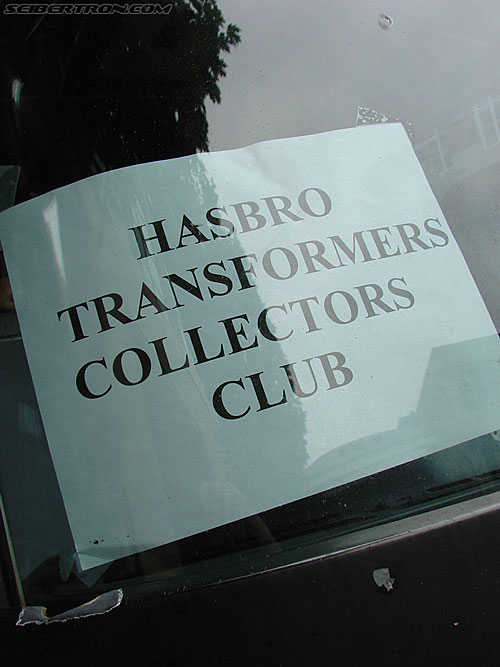 SEIBERTRON.COM
HASBRO
TRANSFORMERS
COLLECTORS
CLUB